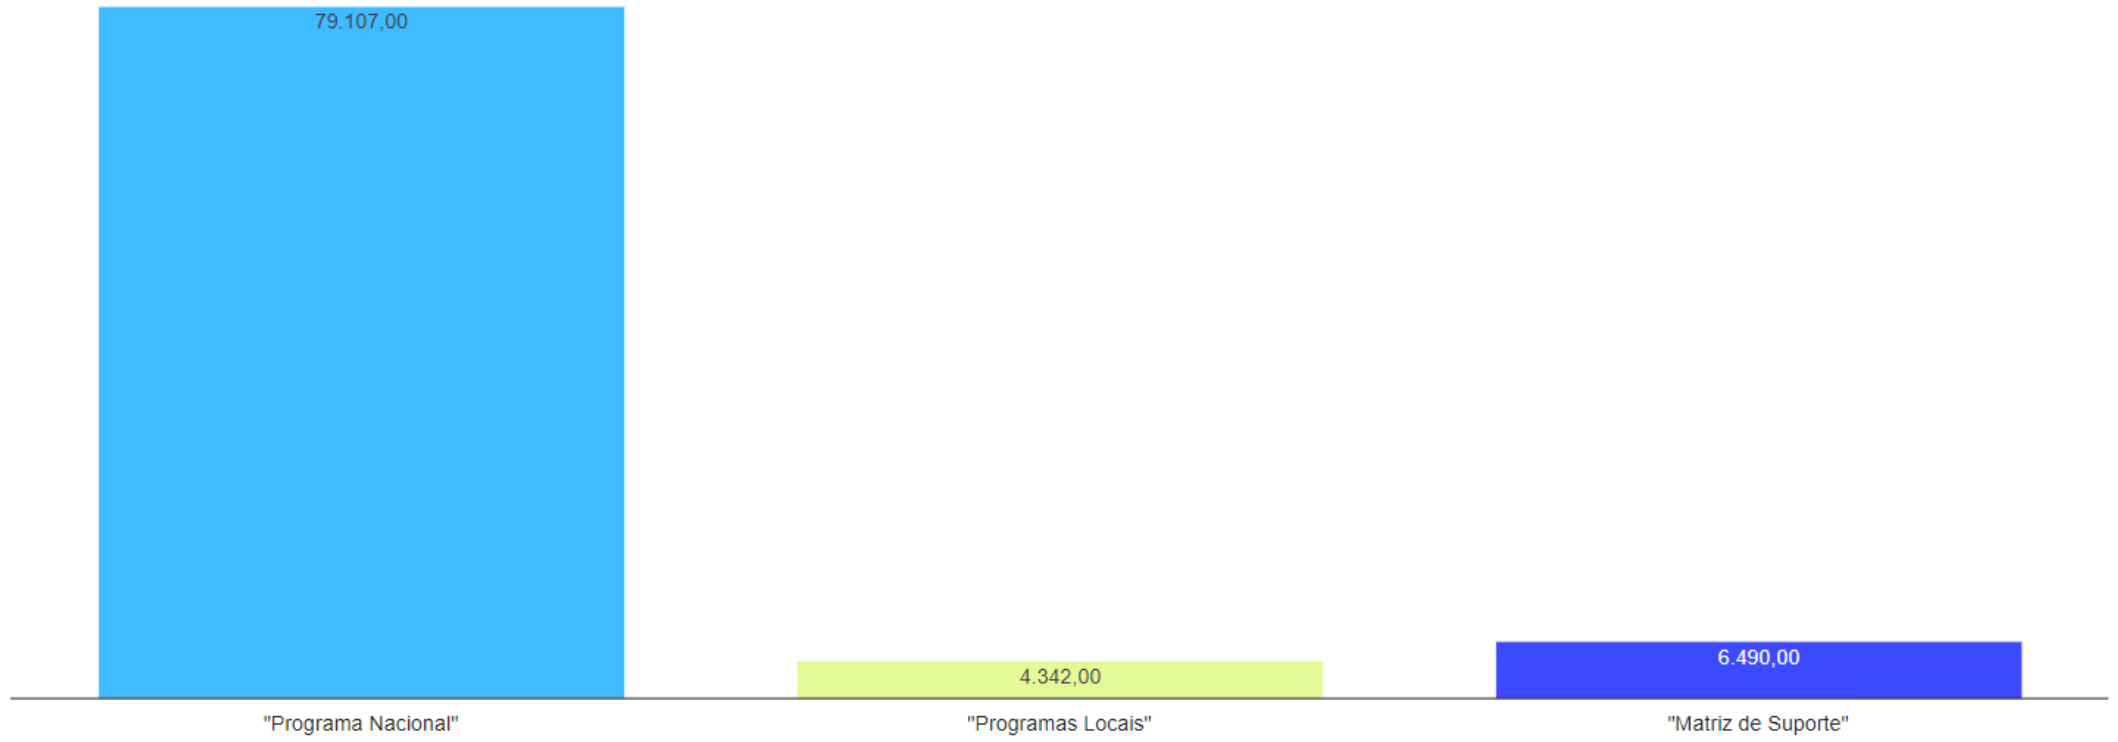 79.107,00
4.342,00
6.490,00
"Programa Nacional"
"Programas Locais"
"Matriz de Suporte"